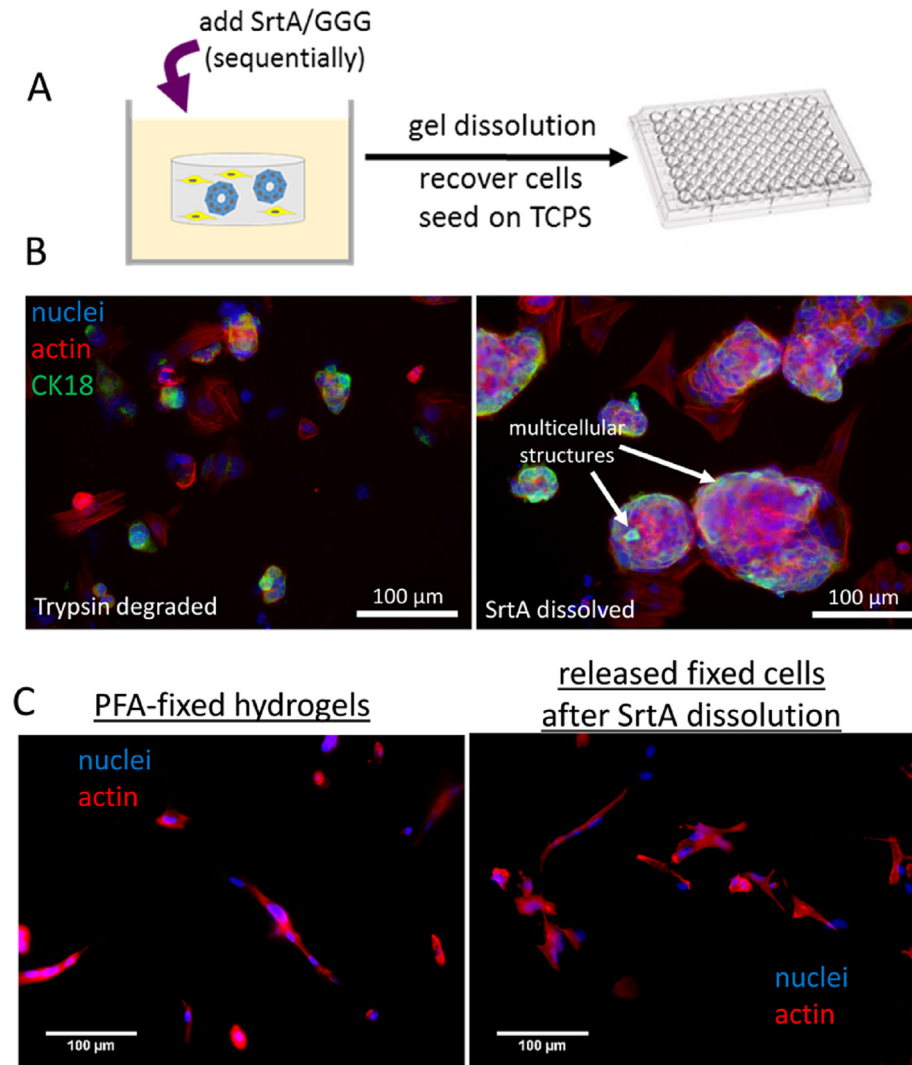 add SrtA/GGG
(sequentially)
A
gel dissolution
recover cells
seed on TCPS
B
nuclei
actin
CK18
Trypsin degraded
100 µm
multicellular
structures
SrtA dissolved
100 µm
C
PFA-fixed hydrogels
released fixed cells
after SrtA dissolution
nuclei
actin
100 µm
nuclei
actin
100 µm